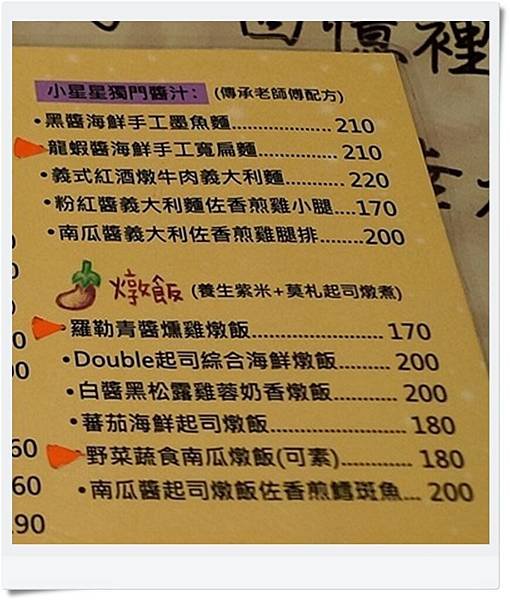 回憶裡
小星星獨門醬汁: (傳承老師傅配方)
•黑醬海鮮手工墨魚麵.................210
龍蝦醬海鮮手工寬扁麵...............210
•義式紅酒燉牛肉義大利麵...........220
•粉紅醬義大利麵佐香煎雞小腿....170
•南瓜醬義大利佐香煎雞腿排........200
燉飯 (養生紫米+莫札起司燉煮)
羅勒青醬燻雞燉飯...................... 170
•Double起司綜合海鮮燉飯.......... 200
•白醬黑松露雞蓉奶香燉飯........... 200
•蕃茄海鮮起司燉飯...................... 180
野菜蔬食南瓜燉飯(可素)............ 180
•南瓜醬起司燉飯佐香煎鱈斑魚... 200
60
60
190